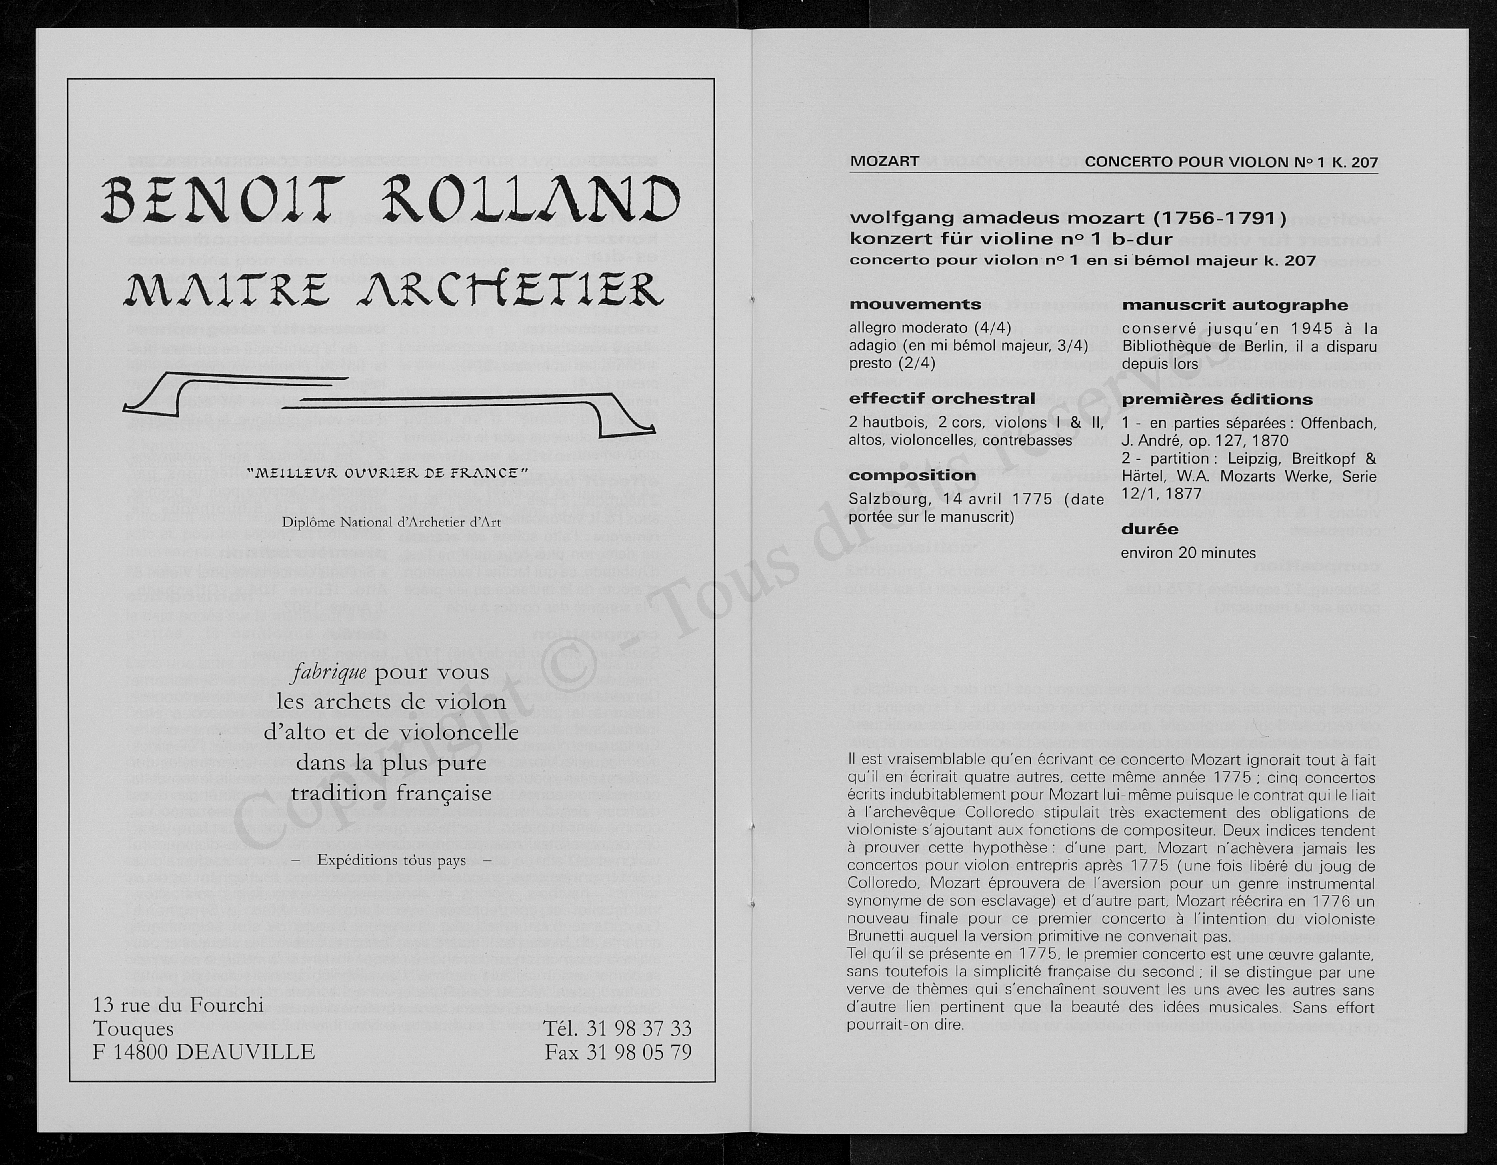 BENOIT ROLLAND
MAITRE ARCHETIER
"MEILLEUR OUVRIER DE FRANCE"
Diplôme National d'Archetier d'Art
fabrique pour vous
les archets de violon
d'alto et de violoncelle
dans la plus pure
tradition française
– Expéditions tous pays –
13 rue du Fourchi
Touques
F 14800 DEAUVILLE
Tél. 31 98 37 33
Fax 31 98 05 79
MOZART CONCERTO POUR VIOLON Nº 1 K. 207
wolfgang amadeus mozart (1756-1791)
konzert für violine nº 1 b-dur
concerto pour violon nº 1 en si bémol majeur k. 207
mouvements
allegro moderato (4/4)
adagio (en mi bémol majeur, 3/4)
presto (2/4)
effectif orchestral
2 hautbois, 2 cors, violons I & II,
altos, violoncelles, contrebasses
composition
Salzbourg, 14 avril 1775 (date
portée sur le manuscrit)
manuscrit autographe
conservé jusqu'en 1945 à la
Bibliothèque de Berlin, il a disparu
depuis lors
premières éditions
1 - en parties séparées : Offenbach,
J. André, op. 127, 1870
2 - partition : Leipzig, Breitkopf &
Härtel, W.A. Mozarts Werke, Serie
12/1, 1877
durée
environ 20 minutes
Il est vraisemblable qu'en écrivant ce concerto Mozart ignorait tout à fait
qu'il en écrirait quatre autres, cette même année 1775 ; cinq concertos
écrits indubitablement pour Mozart lui-même puisque le contrat qui le liait
à l'archevêque Colloredo stipulait très exactement des obligations de
violoniste s'ajoutant aux fonctions de compositeur. Deux indices tendent
à prouver cette hypothèse : d'une part, Mozart n'achèvera jamais les
concertos pour violon entrepris après 1775 (une fois libéré du joug de
Colloredo, Mozart éprouvera de l'aversion pour un genre instrumental
synonyme de son esclavage) et d'autre part, Mozart réécrira en 1776 un
nouveau finale pour ce premier concerto à l'intention du violoniste
Brunetti auquel la version primitive ne convenait pas.
Tel qu'il se présente en 1775, le premier concerto est une œuvre galante,
sans toutefois la simplicité française du second ; il se distingue par une
verve de thèmes qui s'enchaînent souvent les uns avec les autres sans
d'autre lien pertinent que la beauté des idées musicales. Sans effort
pourrait-on dire.
Copyright © - Tous droits réservés